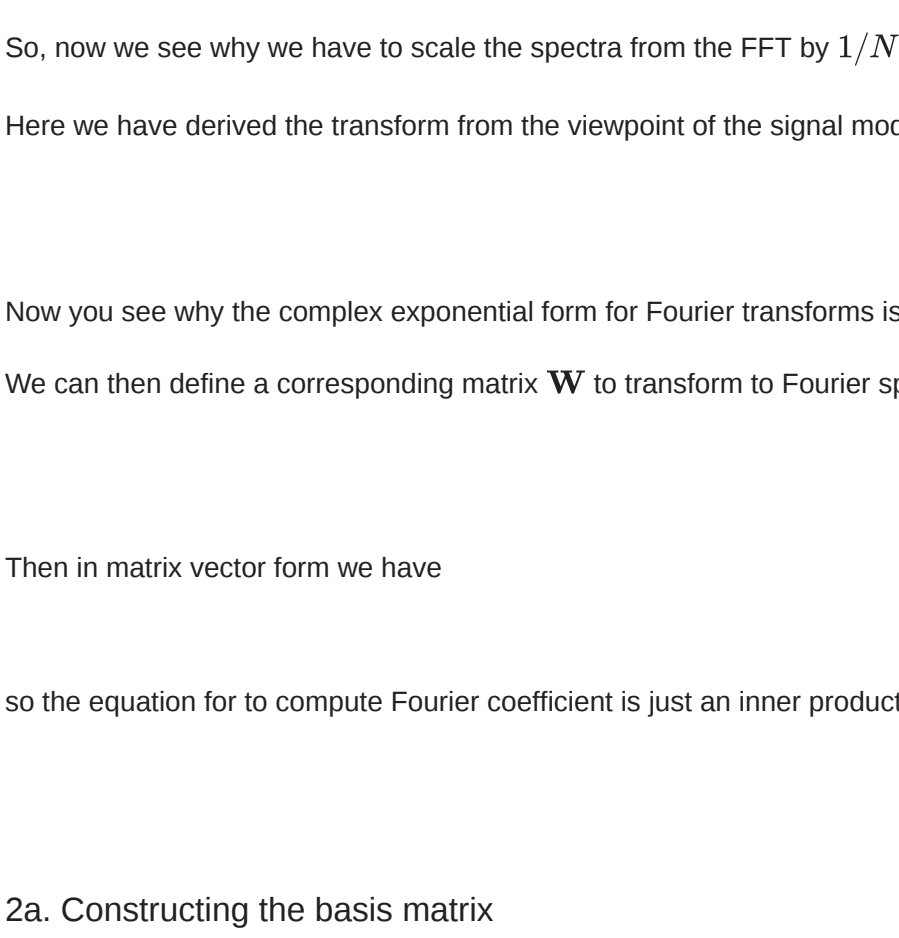 So, now we see why we have to scale the spectra from the FFT by 1/N
Here we have derived the transform from the viewpoint of the signal
Now you see why the complex exponential form for Fourier transforms is
We can then define a corresponding matrix W to transform to Fourier
Then in matrix vector form we have
so the equation for to compute Fourier coefficient is just an inner product
2a. Constructing the basis matrix